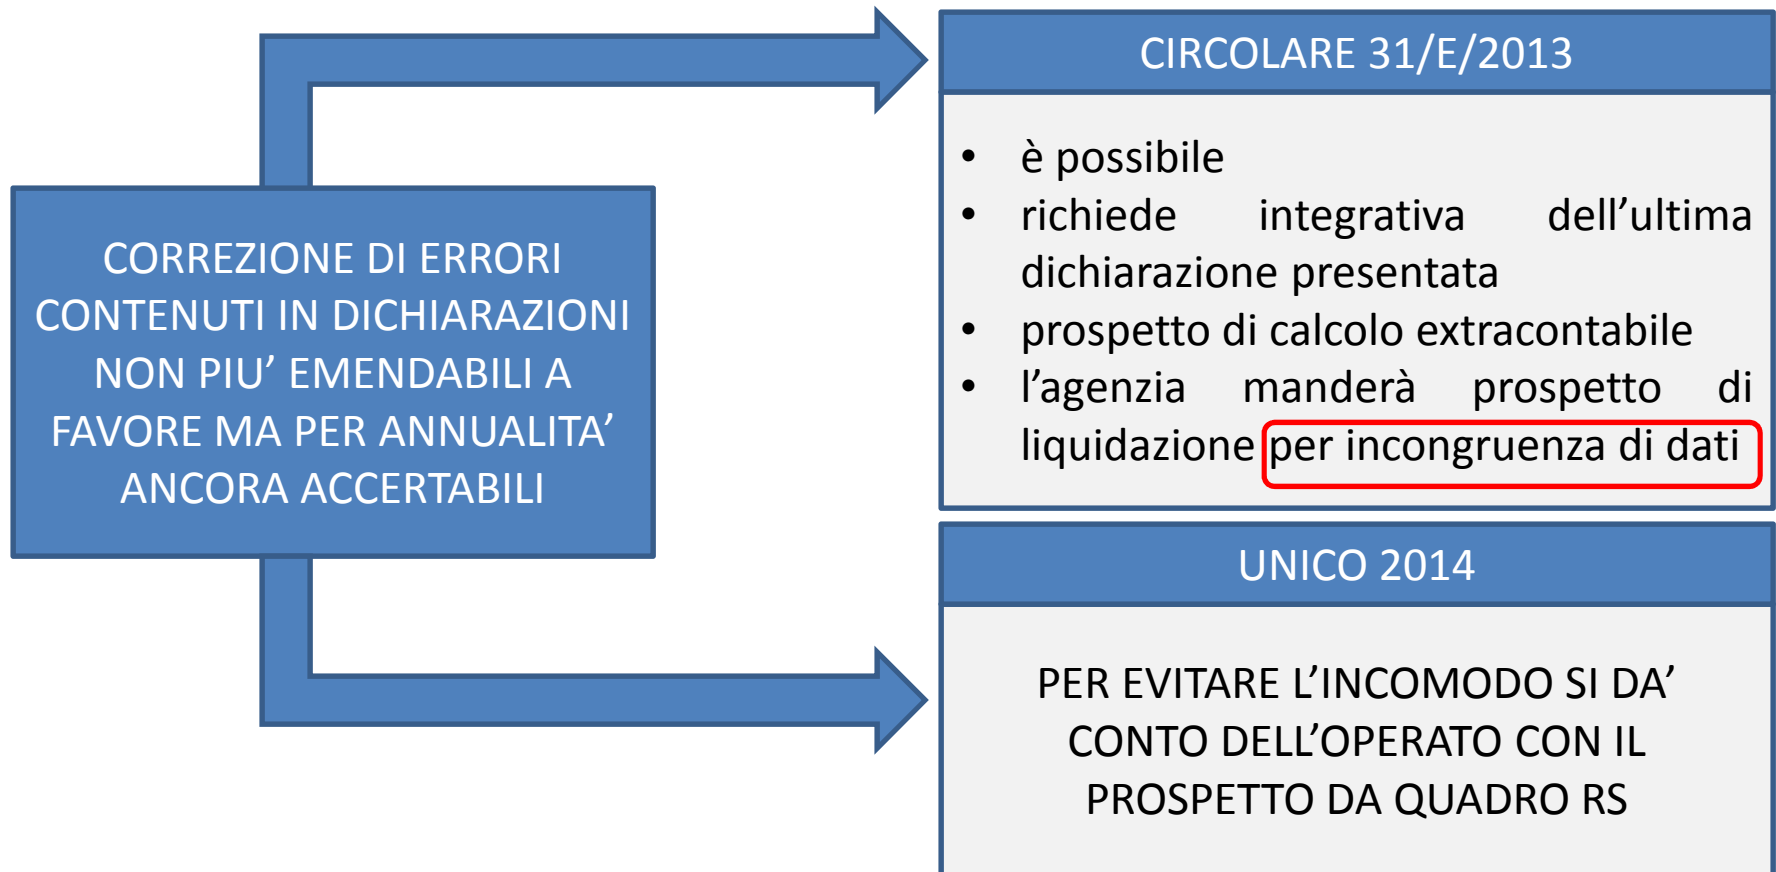 CORREZIONE DI ERRORI
CONTENUTI IN DICHIARAZIONI
NON PIU’ EMENDABILI A
FAVORE MA PER ANNUALITA’
ANCORA ACCERTABILI
CIRCOLARE 31/E/2013
• è possibile
• richiede integrativa dell’ultima
dichiarazione presentata
• prospetto di calcolo extracontabile
• l’agenzia manderà prospetto di
liquidazione per incongruenza di dati
UNICO 2014
PER EVITARE L’INCOMODO SI DA’
CONTO DELL’OPERATO CON IL
PROSPETTO DA QUADRO RS